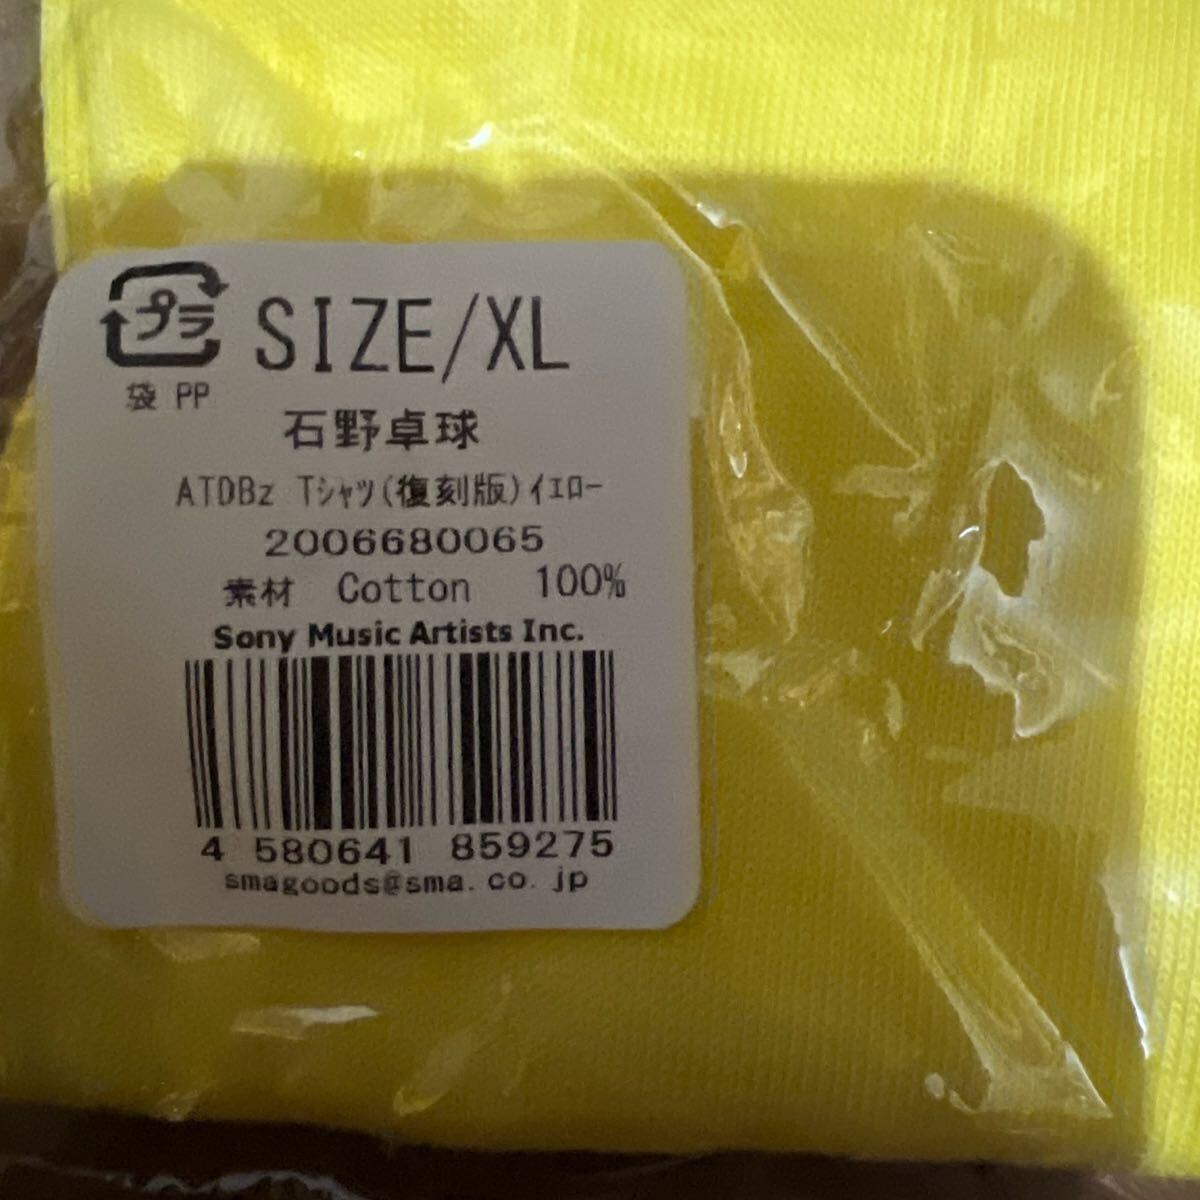 プラ SIZE/XL
袋 PP
石野卓球
ATDBz Tシャツ(復刻版)イエロー
2006680065
素材 Cotton 100%
Sony Music Artists Inc.
4 580641 859275
smagoods@sma.co.jp